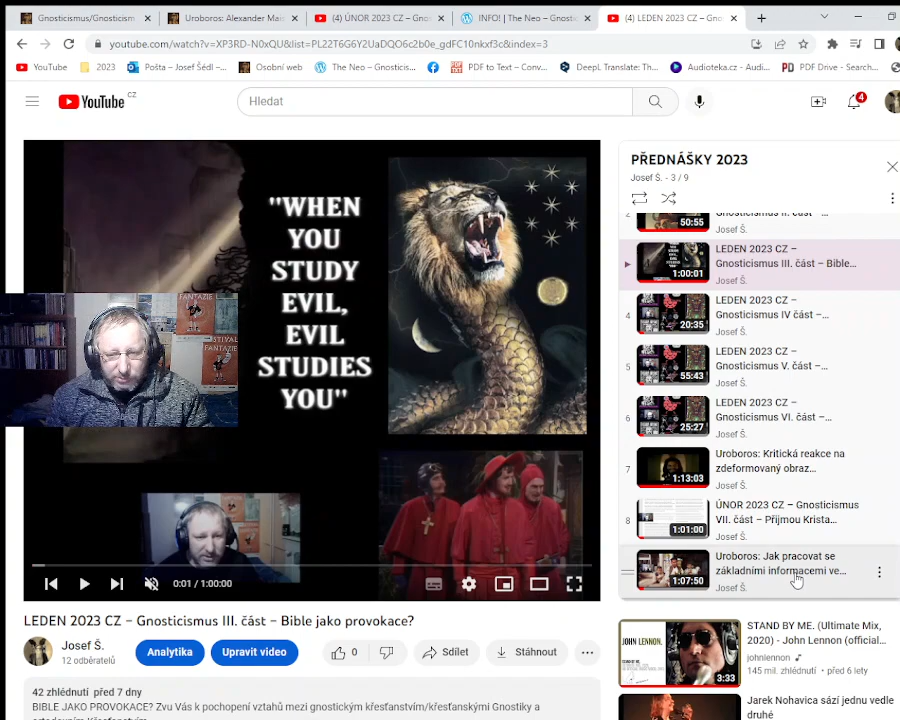 Gnosticismus/Gnosticism
Uroboros: Alexander Mai
(4) ÚNOR 2023 CZ – Gno
INFO! | The Neo – Gnostic
(4) LEDEN 2023 CZ – Gno
youtube.com/watch?v=XP3RD-N0xQU&list=PL22T6G6Y2UaDQO6c2b0e_gdFC10nkxf3c&index=3
YouTube
2023
Pošta – Josef Šédl –...
Osobní web
The Neo – Gnosticis...
PDF to Text – Conv...
DeepL Translate: Th...
Audioteka.cz - Audi...
PDF Drive - Search...
YouTube CZ
Hledat
4
"WHEN
YOU
STUDY
EVIL,
EVIL
STUDIES
YOU"
FANTAZIE
FANTAZIE
0:01 / 1:00:00
PŘEDNÁŠKY 2023
Josef Š. - 3 / 9
2
Gnosticismus II. část – ...
50:55
Josef Š.
LEDEN 2023 CZ –
Gnosticismus III. část – Bible...
1:00:01
Josef Š.
4
LEDEN 2023 CZ –
Gnosticismus IV část –...
20:35
Josef Š.
5
LEDEN 2023 CZ –
Gnosticismus V. část –...
55:43
Josef Š.
6
LEDEN 2023 CZ –
Gnosticismus VI. část –...
25:27
Josef Š.
7
Uroboros: Kritická reakce na
zdeformovaný obraz...
1:13:03
Josef Š.
8
ÚNOR 2023 CZ – Gnosticismus
VII. část – Přijmou Krista...
1:01:00
Josef Š.
Uroboros: Jak pracovat se
základními informacemi ve...
1:07:50
Josef Š.
LEDEN 2023 CZ – Gnosticismus III. část – Bible jako provokace?
Josef Š.
12 odběratelů
Analytika
Upravit video
0
Sdílet
Stáhnout
42 zhlédnutí před 7 dny
BIBLE JAKO PROVOKACE? Zvu Vás k pochopení vztahů mezi gnostickým křesťanstvím/křesťanskými Gnostiky a
JOHN LENNON.
3:33
STAND BY ME. (Ultimate Mix,
2020) - John Lennon (official...
johnlennon
145 mil. zhlédnutí • před 6 lety
Jarek Nohavica sází jednu vedle
druhé